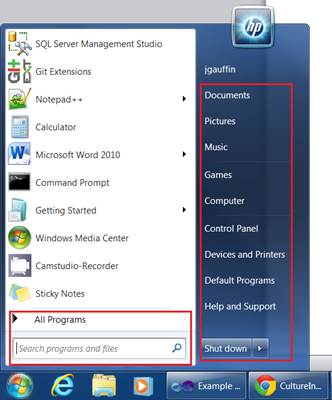 hp
SQL Server Management Studio
Git Extensions
Notepad++
Calculator
Microsoft Word 2010
Command Prompt
Getting Started
Windows Media Center
Camstudio-Recorder
Sticky Notes
All Programs
Search programs and files
jgauffin
Documents
Pictures
Music
Games
Computer
Control Panel
Devices and Printers
Default Programs
Help and Support
Shut down
Example ...
CultureIn...